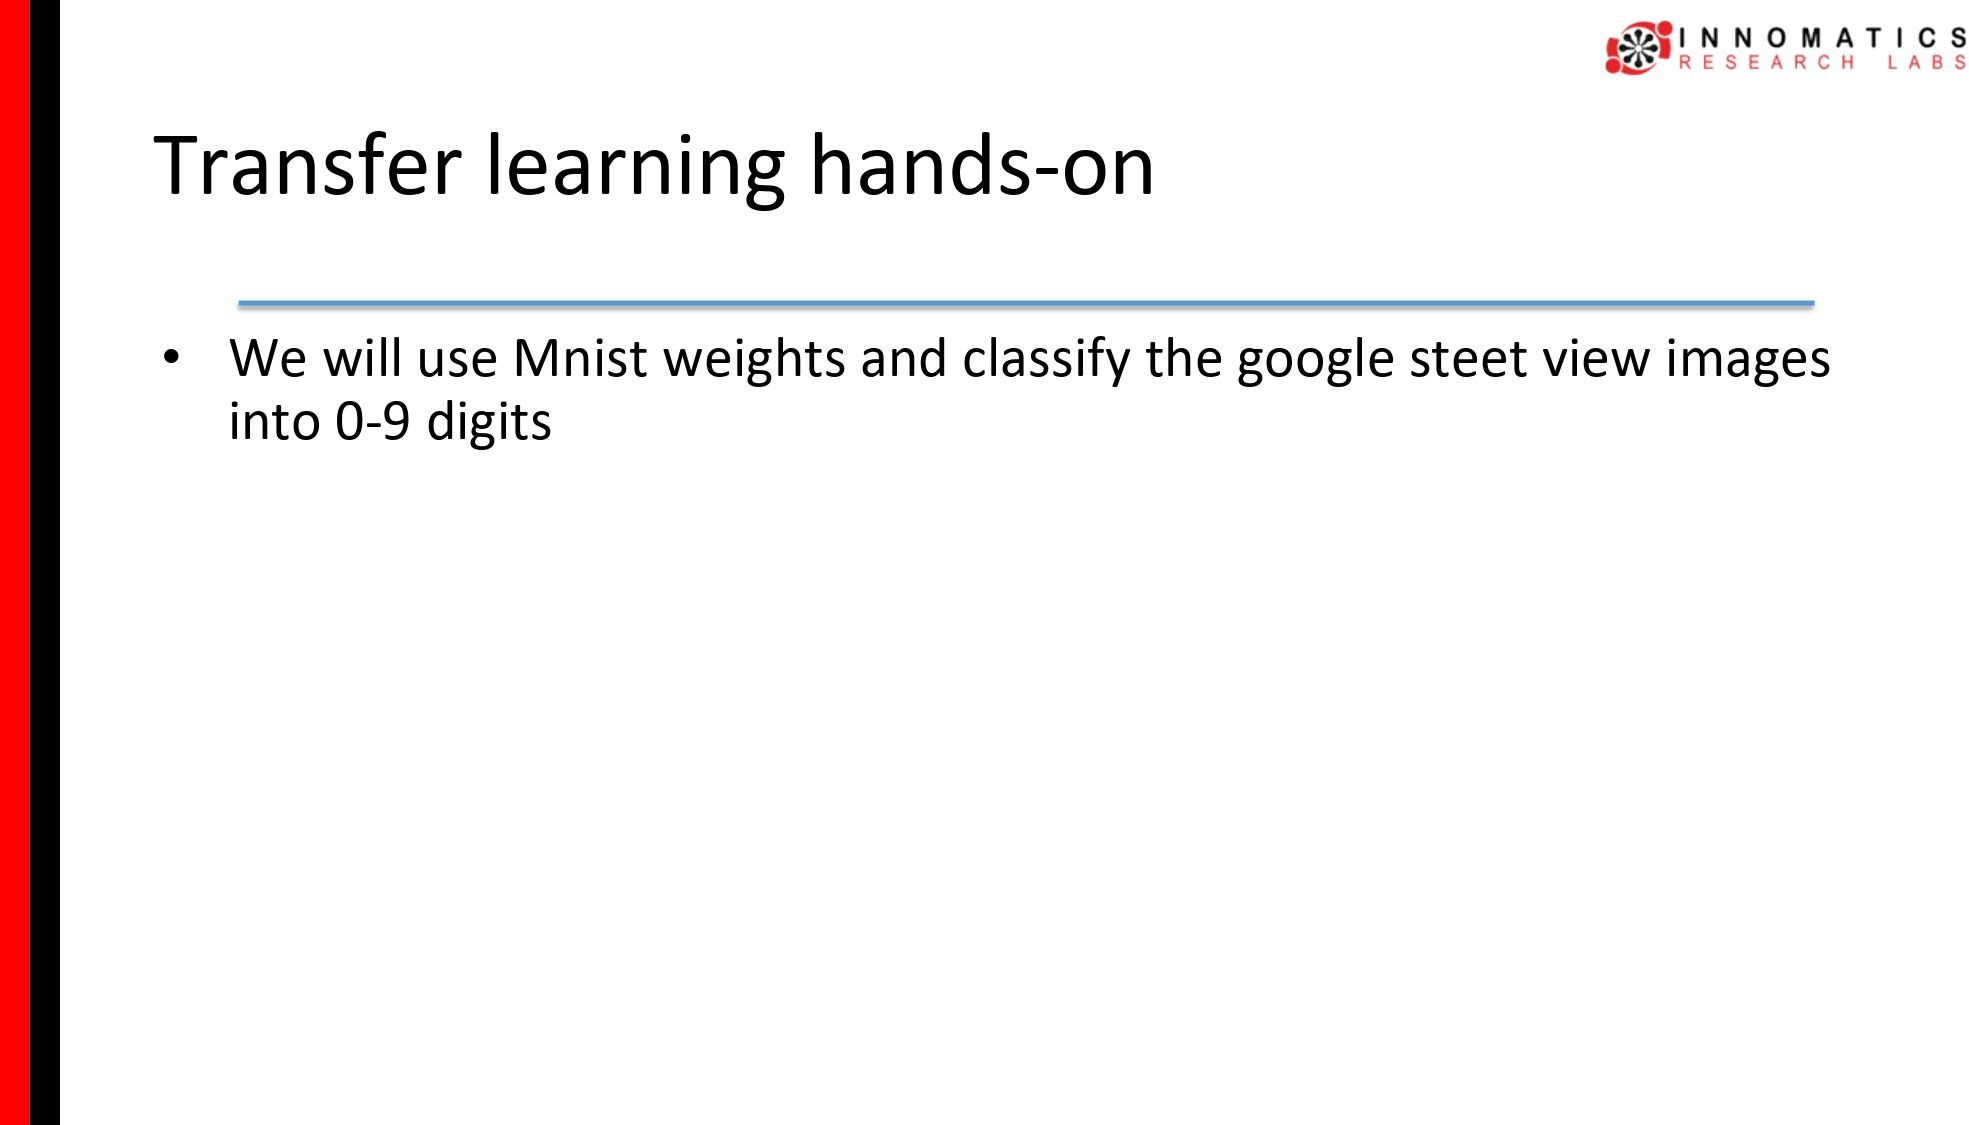 INNOMATICS
RESEARCH LABS
Transfer learning hands-on
• We will use Mnist weights and classify the google steet view images
into 0-9 digits